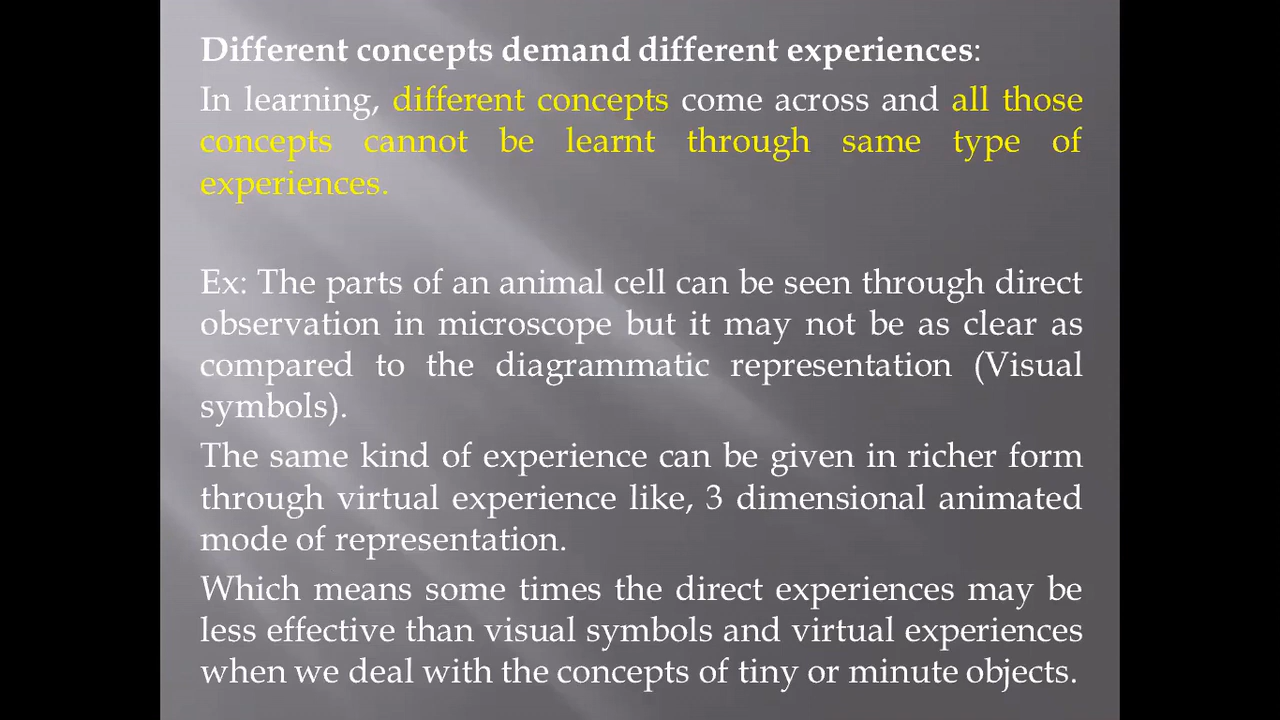 Different concepts demand different experiences:
In learning, different concepts come across and all those
concepts cannot be learnt through same type of
experiences.
Ex: The parts of an animal cell can be seen through direct
observation in microscope but it may not be as clear as
compared to the diagrammatic representation (Visual
symbols).
The same kind of experience can be given in richer form
through virtual experience like, 3 dimensional animated
mode of representation.
Which means some times the direct experiences may be
less effective than visual symbols and virtual experiences
when we deal with the concepts of tiny or minute objects.